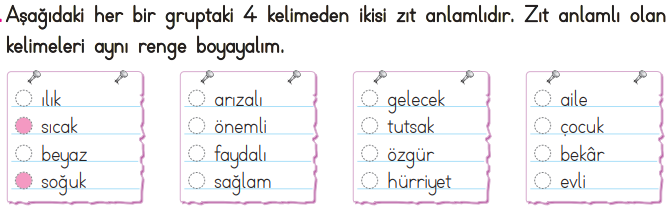 Aşağıdaki her bir gruptaki 4 kelimeden ikisi zıt anlamlıdır. Zıt anlamlı olan
kelimeleri aynı renge boyayalım.
ılık
sıcak
beyaz
soğuk
arızalı
önemli
faydalı
sağlam
gelecek
tutsak
özgür
hürriyet
aile
çocuk
bekâr
evli